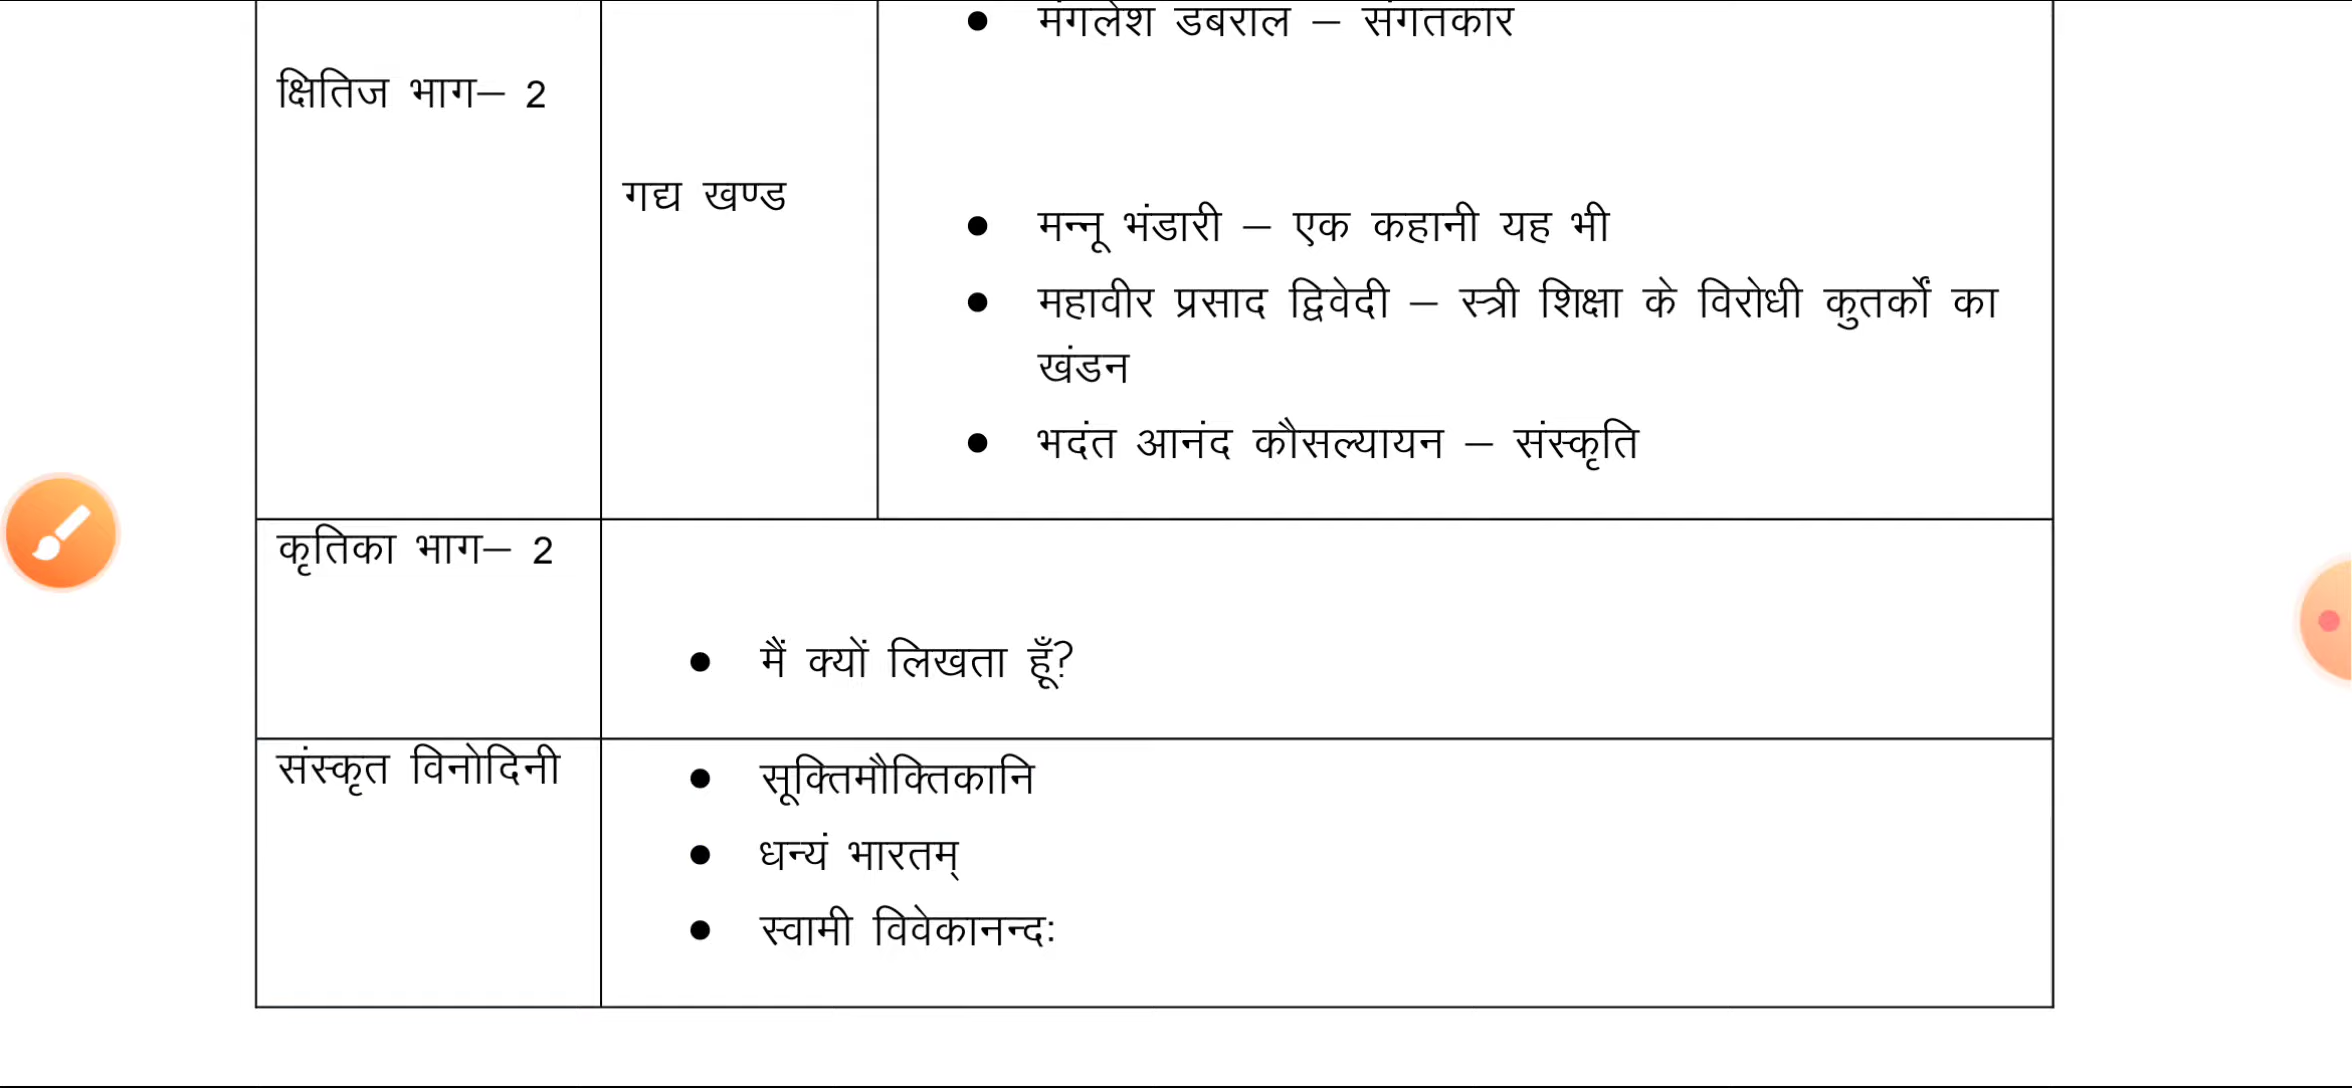 मंगलेश डबराल – संगतकार
क्षितिज भाग– 2
गद्य खण्ड
मन्नू भंडारी – एक कहानी यह भी
महावीर प्रसाद द्विवेदी – स्त्री शिक्षा के विरोधी कुतर्कों का
खंडन
भदंत आनंद कौसल्यायन – संस्कृति
कृतिका भाग– 2
मैं क्यों लिखता हूँ?
संस्कृत विनोदिनी
सूक्तिमौक्तिकानि
धन्यं भारतम्
स्वामी विवेकानन्दः